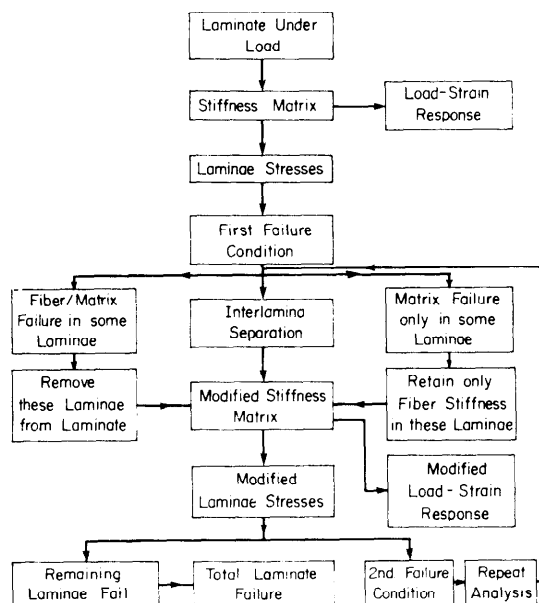 Laminate Under
Load
Stiffness Matrix
Load-Strain
Response
Laminae Stresses
First Failure
Condition
Fiber/Matrix
Failure in some
Laminae
Interlamina
Separation
Matrix Failure
only in some
Laminae
Remove
these Laminae
from Laminate
Modified Stiffness
Matrix
Retain only
Fiber Stiffness
in these Laminae
Modified
Laminae Stresses
Modified
Load-Strain
Response
Remaining
Laminae Fail
Total Laminate
Failure
2nd. Failure
Condition
Repeat
Analysis